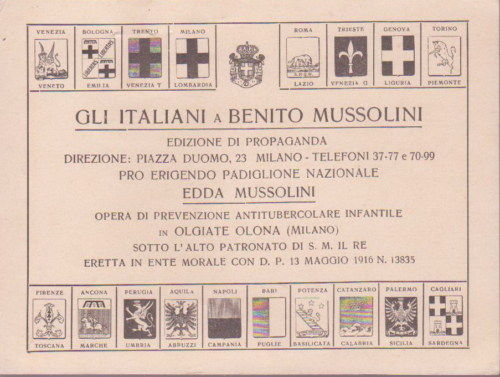 VENEZIA BOLOGNA TRENTO MILANO ROMA TRIESTE GENOVA TORINO
LIBERTAS LIBERTAS
S.P.Q.R.
VENETO EMILIA VENEZIA T LOMBARDIA LAZIO VENEZIA G LIGURIA PIEMONTE
GLI ITALIANI A BENITO MUSSOLINI
EDIZIONE DI PROPAGANDA
DIREZIONE: PIAZZA DUOMO, 23 MILANO - TELEFONI 37-77 e 70-99
PRO ERIGENDO PADIGLIONE NAZIONALE
EDDA MUSSOLINI
OPERA DI PREVENZIONE ANTITUBERCOLARE INFANTILE
IN OLGIATE OLONA (MILANO)
SOTTO L'ALTO PATRONATO DI S. M. IL RE
ERETTA IN ENTE MORALE CON D. P. 13 MAGGIO 1916 N. 13835
FIRENZE ANCONA PERUGIA AQUILA NAPOLI BARI POTENZA CATANZARO PALERMO CAGLIARI
TOSCANA MARCHE UMBRIA ABRUZZI CAMPANIA PUGLIE BASILICATA CALABRIA SICILIA SARDEGNA